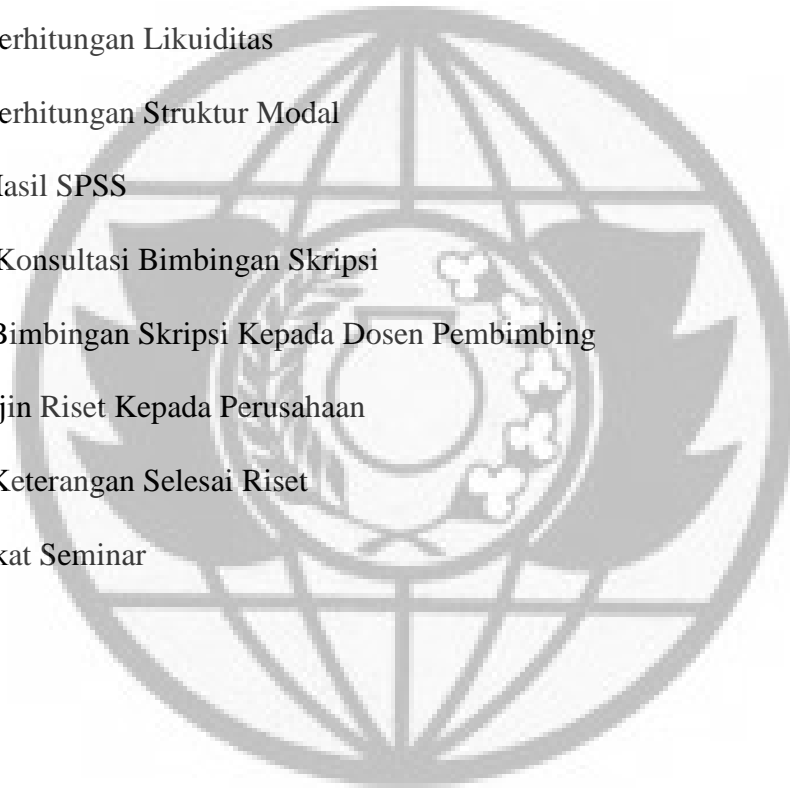 erhitungan Likuiditas
erhitungan Struktur Modal
asil SPSS
Konsultasi Bimbingan Skripsi
Bimbingan Skripsi Kepada Dosen Pembimbing
jin Riset Kepada Perusahaan
Keterangan Selesai Riset
kat Seminar